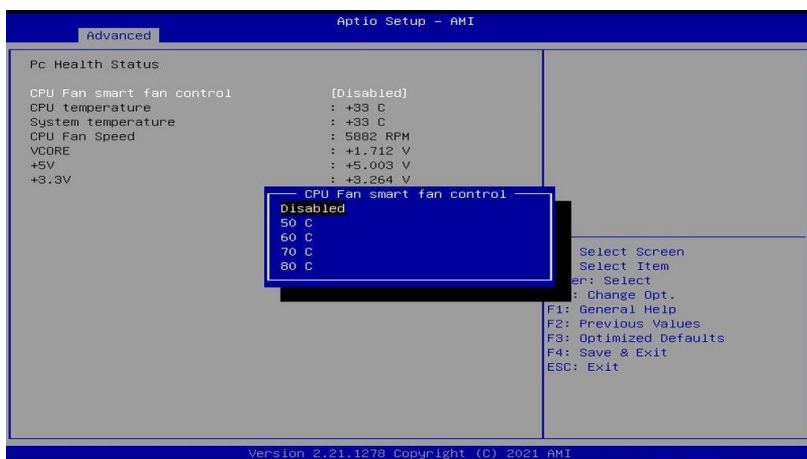 Aptio Setup - AMI
Advanced
Pc Health Status
CPU Fan smart fan control [Disabled]
CPU temperature : +33 C
System temperature : +33 C
CPU Fan Speed : 5882 RPM
VCORE : +1.712 V
+5V : +5.003 V
+3.3V : +3.264 V
CPU Fan smart fan control
Disabled
50 C
60 C
70 C
80 C
Select Screen
Select Item
er: Select
: Change Opt.
F1: General Help
F2: Previous Values
F3: Optimized Defaults
F4: Save & Exit
ESC: Exit
Version 2.21.1278 Copyright (C) 2021 AMI